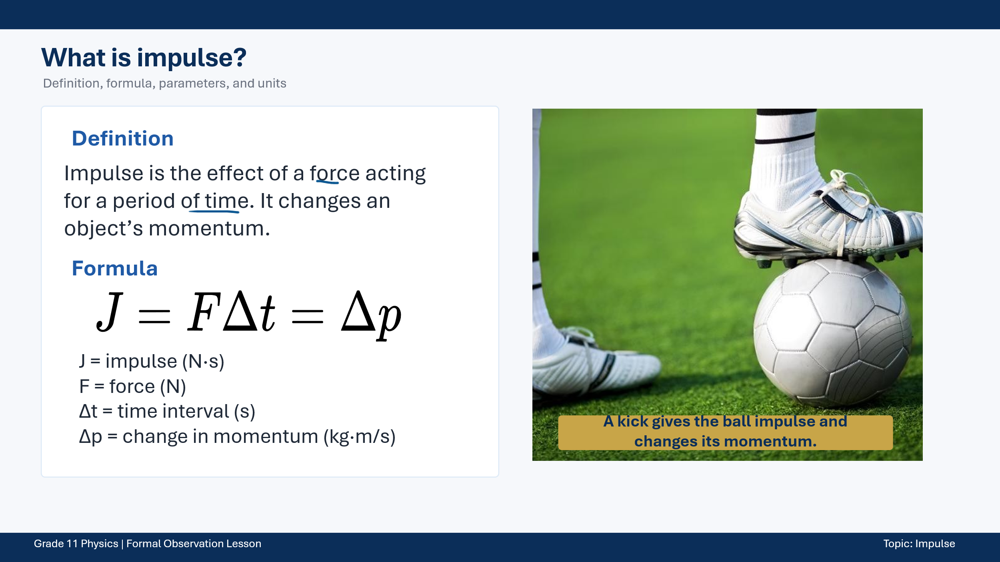 What is impulse?
Definition, formula, parameters, and units
Definition
Impulse is the effect of a force acting
for a period of time. It changes an
object’s momentum.
Formula
J = FΔt = Δp
J = impulse (N·s)
F = force (N)
Δt = time interval (s)
Δp = change in momentum (kg·m/s)
A kick gives the ball impulse and
changes its momentum.
Grade 11 Physics | Formal Observation Lesson
Topic: Impulse